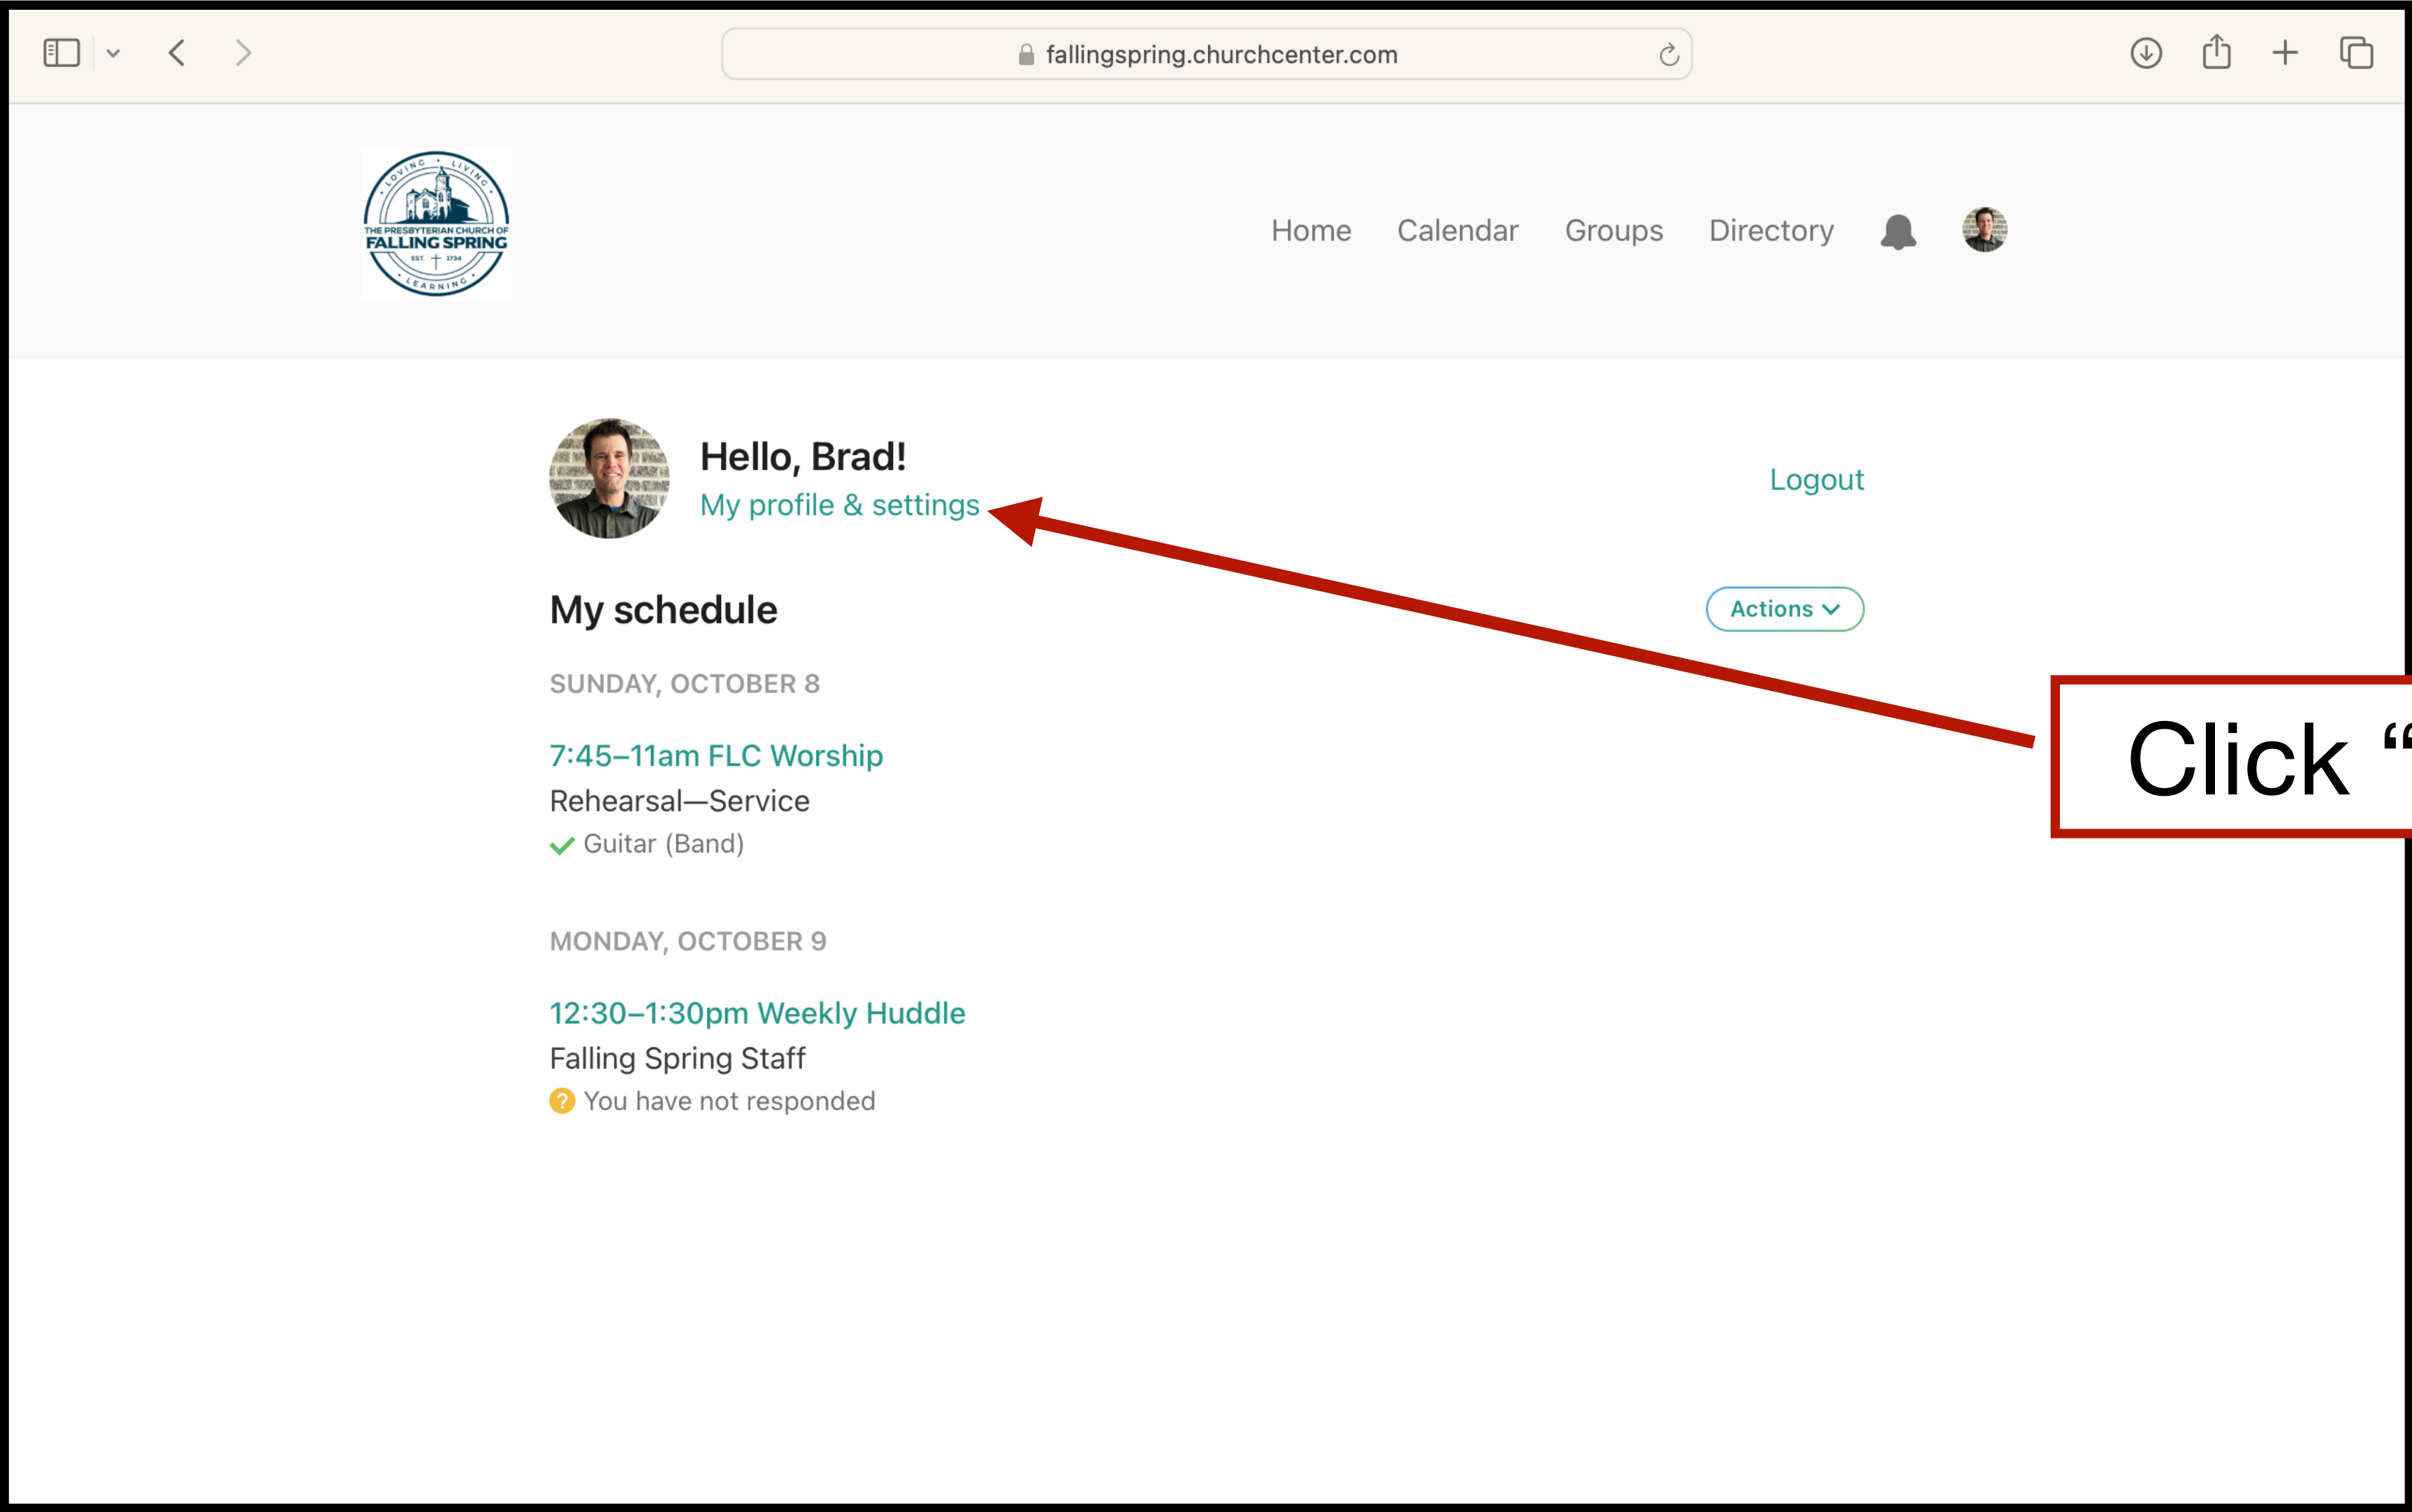 fallingspring.churchcenter.com
LOVING • LIVING
THE PRESBYTERIAN CHURCH OF
FALLING SPRING
EST. 1734
LEARNING
Home Calendar Groups Directory
Hello, Brad!
My profile & settings
Logout
My schedule
Actions
SUNDAY, OCTOBER 8
7:45–11am FLC Worship
Rehearsal—Service
Guitar (Band)
Click “
MONDAY, OCTOBER 9
12:30–1:30pm Weekly Huddle
Falling Spring Staff
? You have not responded